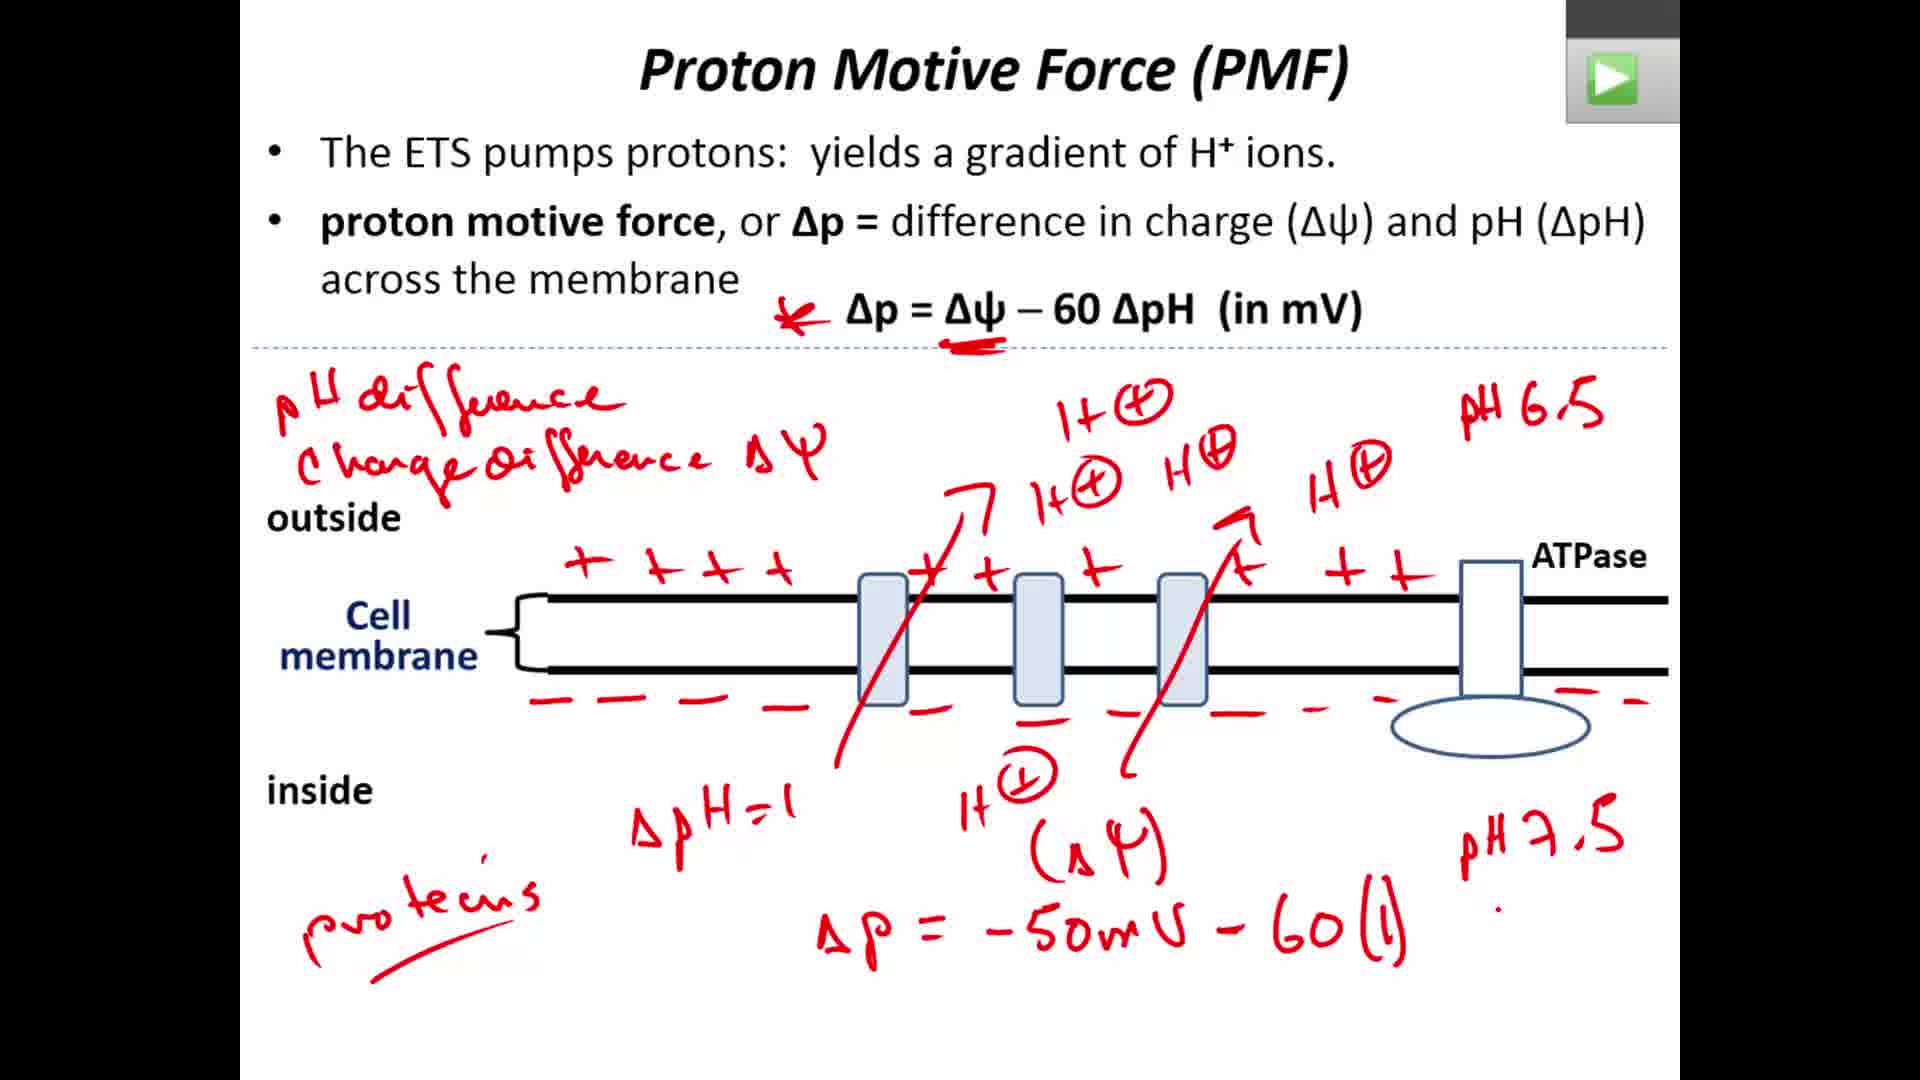 Proton Motive Force (PMF)
• The ETS pumps protons: yields a gradient of H⁺ ions.
• proton motive force, or Δp = difference in charge (Δψ) and pH (ΔpH)
across the membrane
Δp = Δψ – 60 ΔpH (in mV)
pH difference
Charge difference Δψ
H+
H+ H+ H+
pH 6.5
outside
+ + + + + + + + + +
ATPase
Cell
membrane
– – – – – – – – – – – –
inside
ΔpH=1
H+
(Δψ)
pH 7.5
proteins
Δp = -50mV - 60(1)